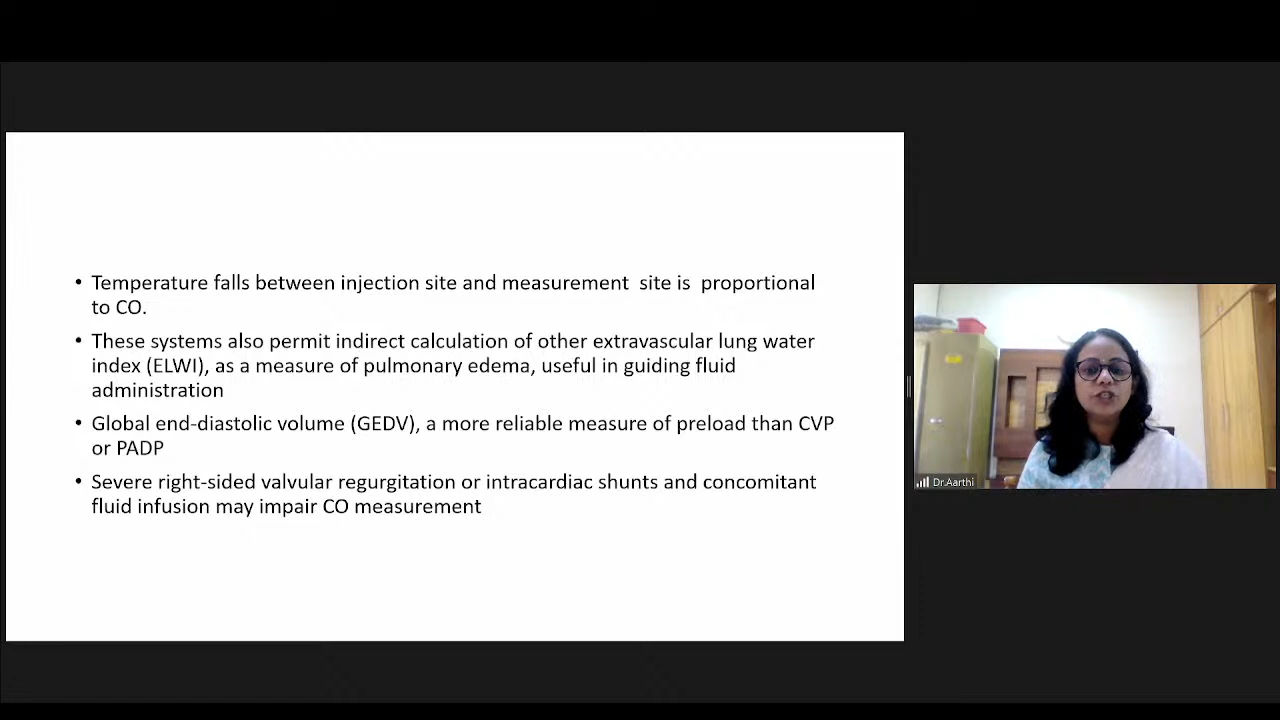 • Temperature falls between injection site and measurement  site is  proportional
to CO.
• These systems also permit indirect calculation of other extravascular lung water
index (ELWI), as a measure of pulmonary edema, useful in guiding fluid
administration
• Global end-diastolic volume (GEDV), a more reliable measure of preload than CVP
or PADP
• Severe right-sided valvular regurgitation or intracardiac shunts and concomitant
fluid infusion may impair CO measurement
Dr.Aarthi